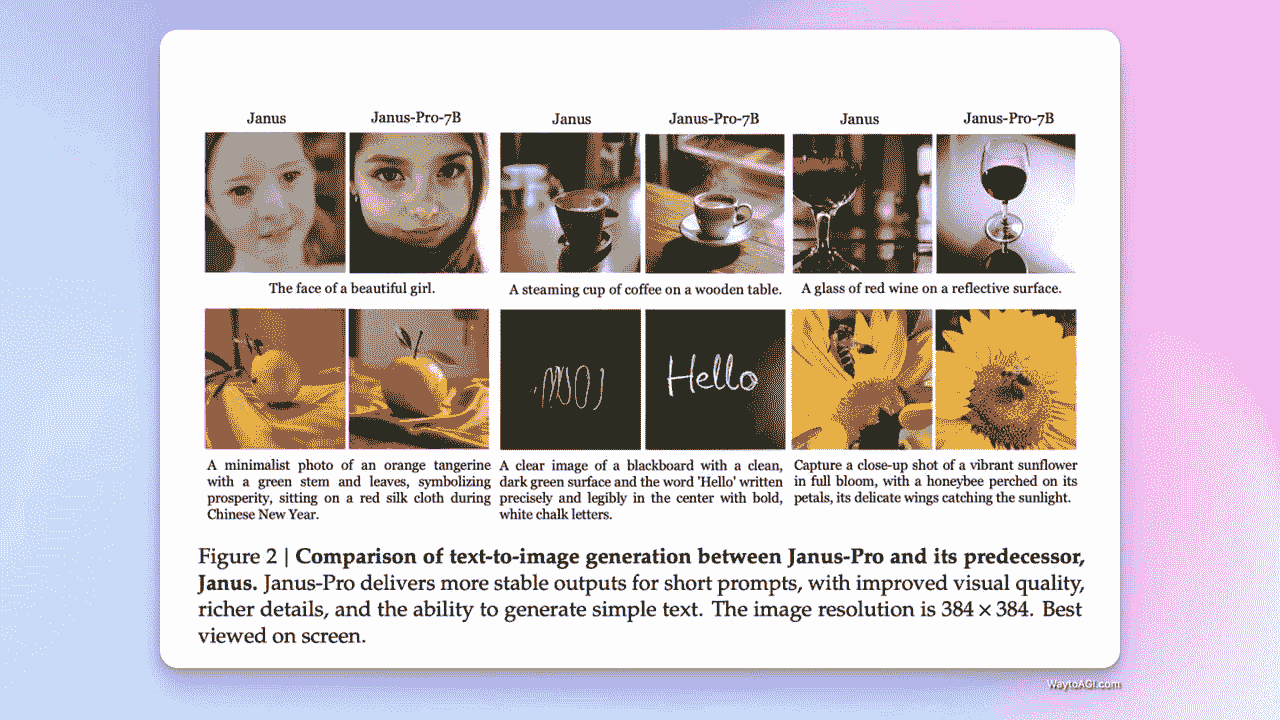 Janus
Janus-Pro-7B
Janus
Janus-Pro-7B
Janus
Janus-Pro-7B
The face of a beautiful girl.
A steaming cup of coffee on a wooden table.
A glass of red wine on a reflective surface.
Hello
A minimalist photo of an orange tangerine
with a green stem and leaves, symbolizing
prosperity, sitting on a red silk cloth during
Chinese New Year.
A clear image of a blackboard with a clean,
dark green surface and the word 'Hello' written
precisely and legibly in the center with bold,
white chalk letters.
Capture a close-up shot of a vibrant sunflower
in full bloom, with a honeybee perched on its
petals, its delicate wings catching the sunlight.
Figure 2 | Comparison of text-to-image generation between Janus-Pro and its predecessor,
Janus. Janus-Pro delivers more stable outputs for short prompts, with improved visual quality,
richer details, and the ability to generate simple text. The image resolution is 384 × 384. Best
viewed on screen.
WaytoAGI.com